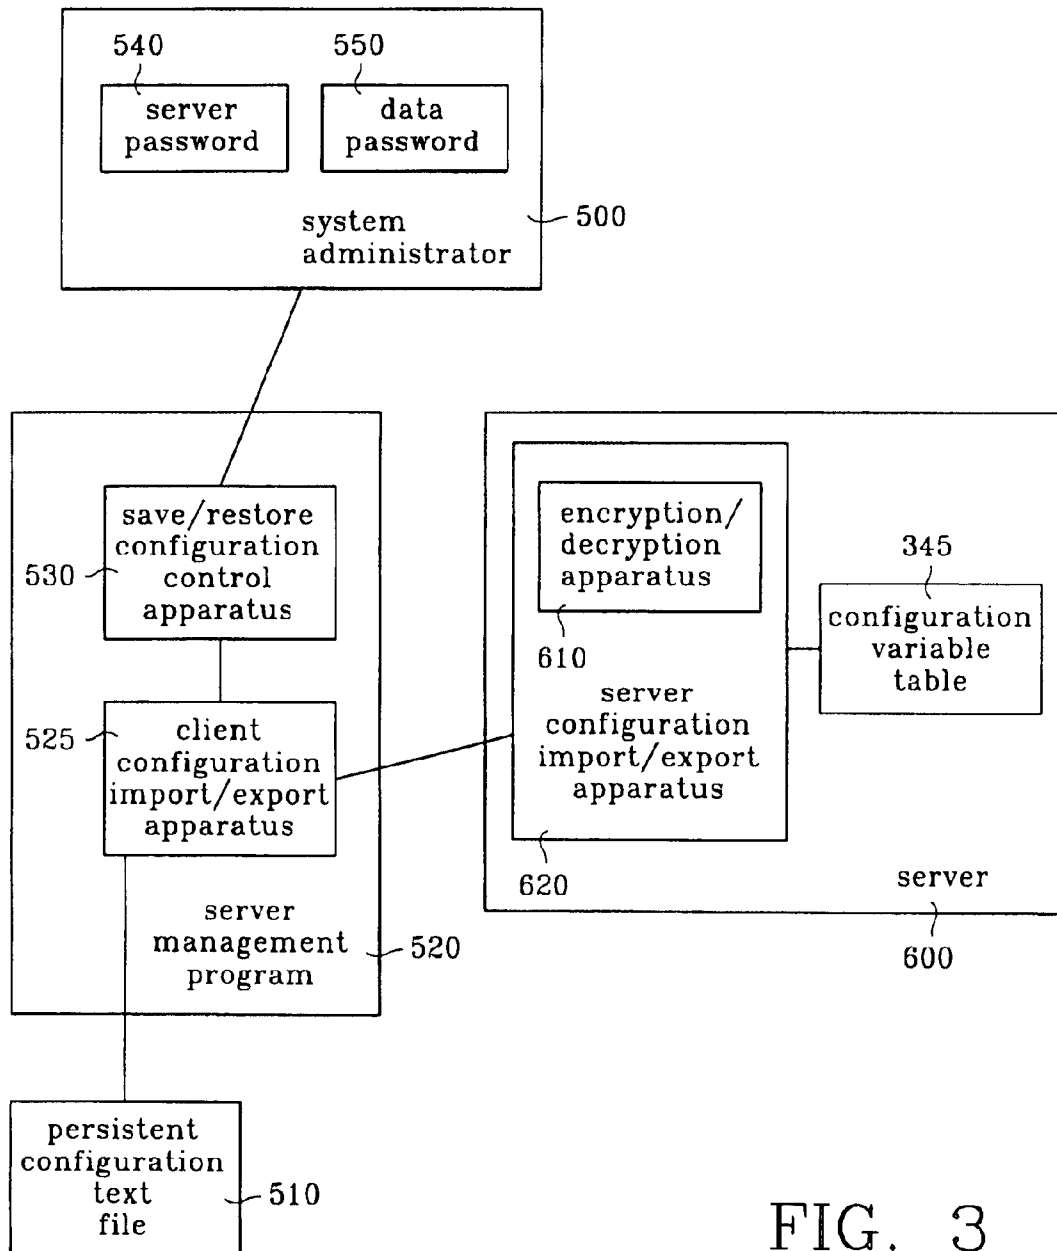 540
550
server
password
data
password
system
administrator
500
save/restore
configuration
control
apparatus
530
525
client
configuration
import/export
apparatus
server
management
program
520
encryption/
decryption
apparatus
610
server
configuration
import/export
apparatus
620
345
configuration
variable
table
server
600
persistent
configuration
text
file
510
FIG. 3